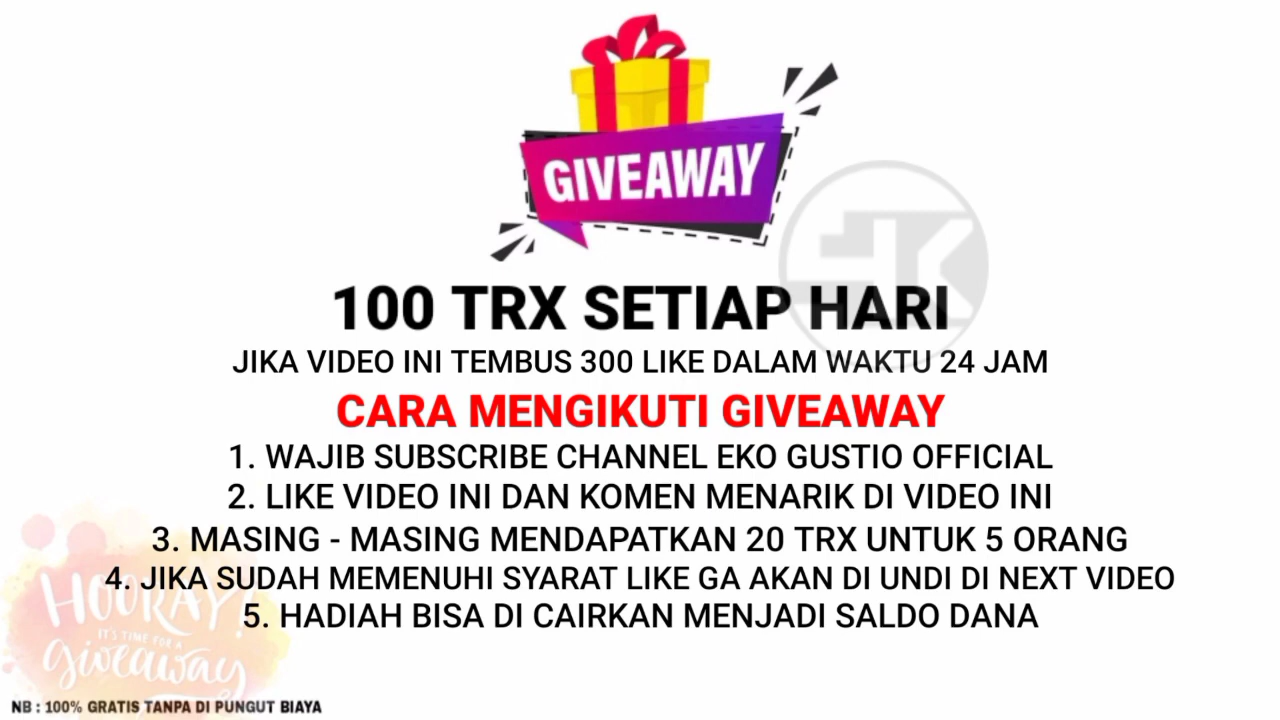 GIVEAWAY
100 TRX SETIAP HARI
JIKA VIDEO INI TEMBUS 300 LIKE DALAM WAKTU 24 JAM
CARA MENGIKUTI GIVEAWAY
1. WAJIB SUBSCRIBE CHANNEL EKO GUSTIO OFFICIAL
2. LIKE VIDEO INI DAN KOMEN MENARIK DI VIDEO INI
3. MASING - MASING MENDAPATKAN 20 TRX UNTUK 5 ORANG
4. JIKA SUDAH MEMENUHI SYARAT LIKE GA AKAN DI UNDI DI NEXT VIDEO
5. HADIAH BISA DI CAIRKAN MENJADI SALDO DANA
HOORAY!
IT'S TIME FOR A
giveaway
NB : 100% GRATIS TANPA DI PUNGUT BIAYA